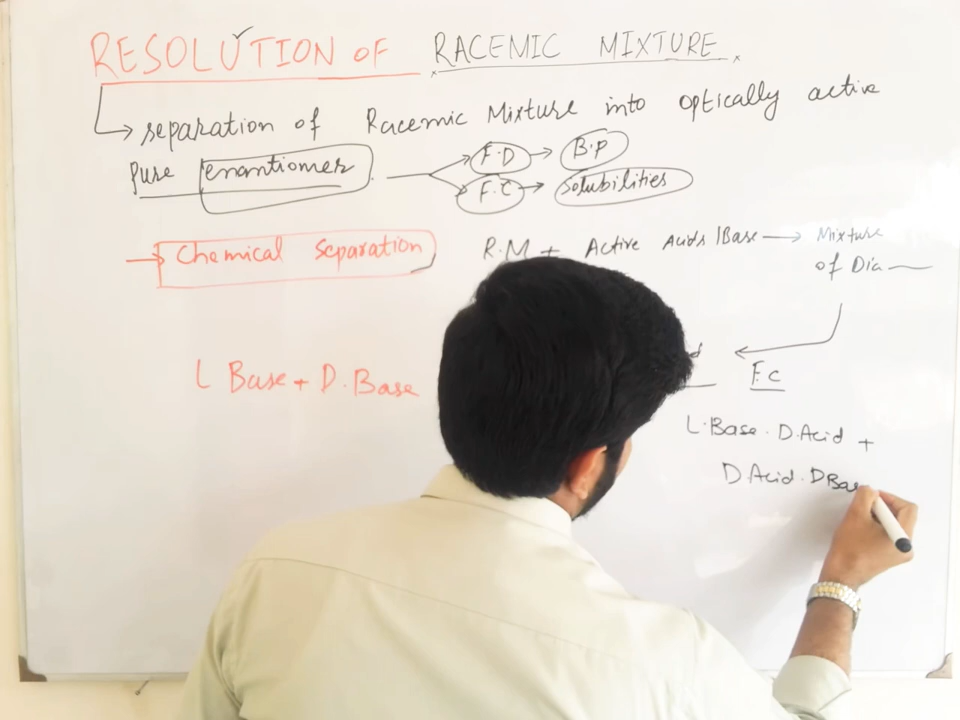 RESOLUTION OF RACEMIC MIXTURE
separation of Racemic Mixture into optically active
pure enantiomer F.D B.P
F.C Solubilities
Chemical Separation R.M + Active Acids/Base Mixture
of Dia
F.C
L Base + D. Base
L.Base . D.Acid +
D Acid . D Bas